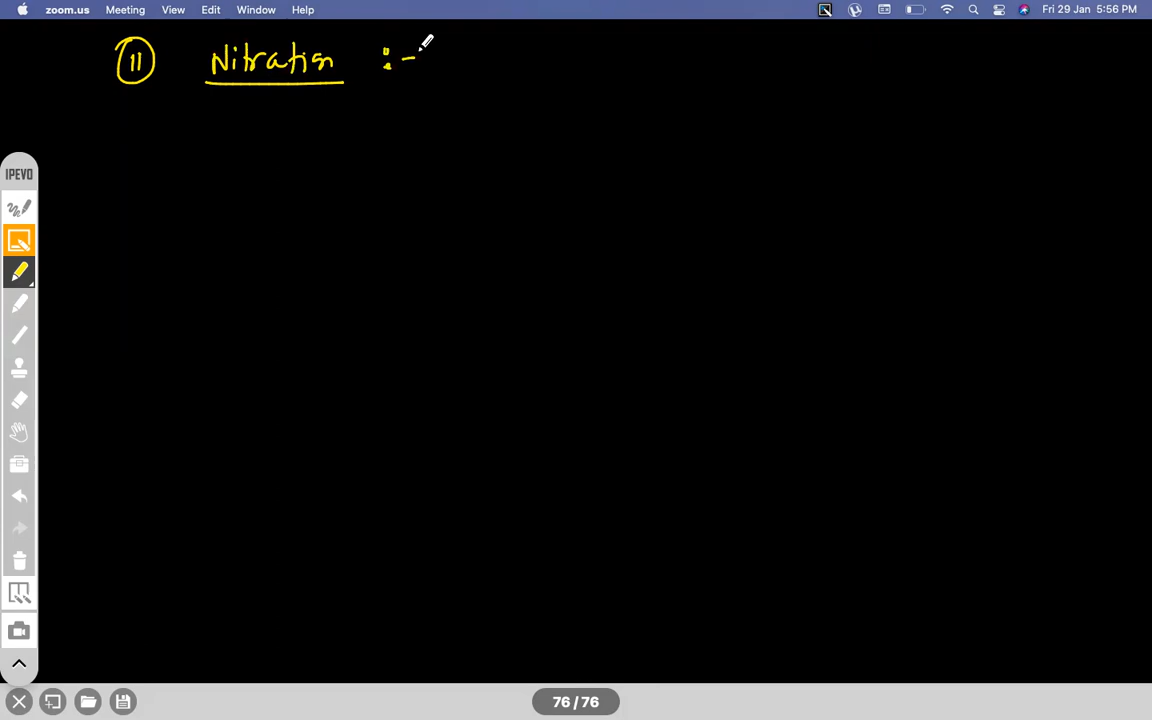 zoom.us Meeting View Edit Window Help Fri 29 Jan 5:56 PM
11 Nitration :-
IPEVO
76 / 76